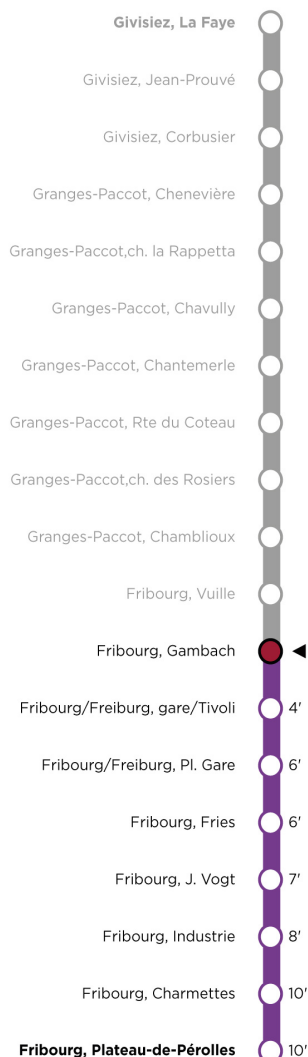 Givisiez, La Faye
Givisiez, Jean-Prouvé
Givisiez, Corbusier
Granges-Paccot, Chenevière
Granges-Paccot,ch. la Rappetta
Granges-Paccot, Chavully
Granges-Paccot, Chantemerle
Granges-Paccot, Rte du Coteau
Granges-Paccot,ch. des Rosiers
Granges-Paccot, Chamblioux
Fribourg, Vuille
Fribourg, Gambach
Fribourg/Freiburg, gare/Tivoli 4'
Fribourg/Freiburg, Pl. Gare 6'
Fribourg, Fries 6'
Fribourg, J. Vogt 7'
Fribourg, Industrie 8'
Fribourg, Charmettes 10'
Fribourg, Plateau-de-Pérolles 10'